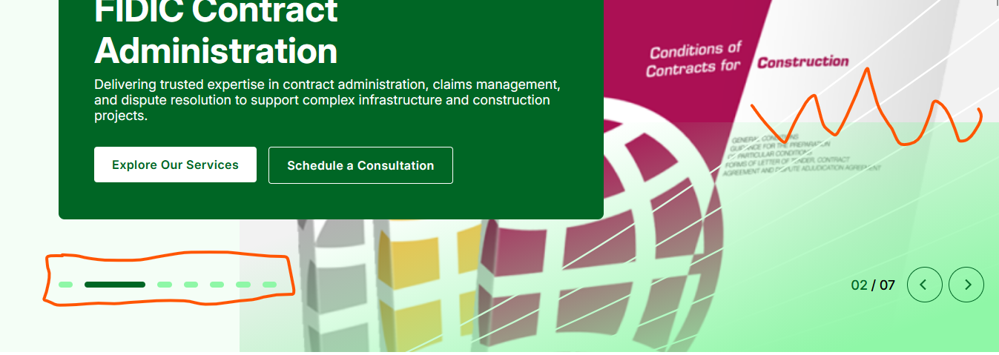 FIDIC Contract
Administration
Delivering trusted expertise in contract administration, claims management,
and dispute resolution to support complex infrastructure and construction
projects.
Explore Our Services
Schedule a Consultation
Conditions of
Contracts for
Construction
GENERAL CONDITIONS
GUIDANCE FOR THE PREPARATION
OF PARTICULAR CONDITIONS
FORMS OF LETTER OF TENDER, CONTRACT
AGREEMENT AND DISPUTE ADJUDICATION AGREEMENT
02 / 07